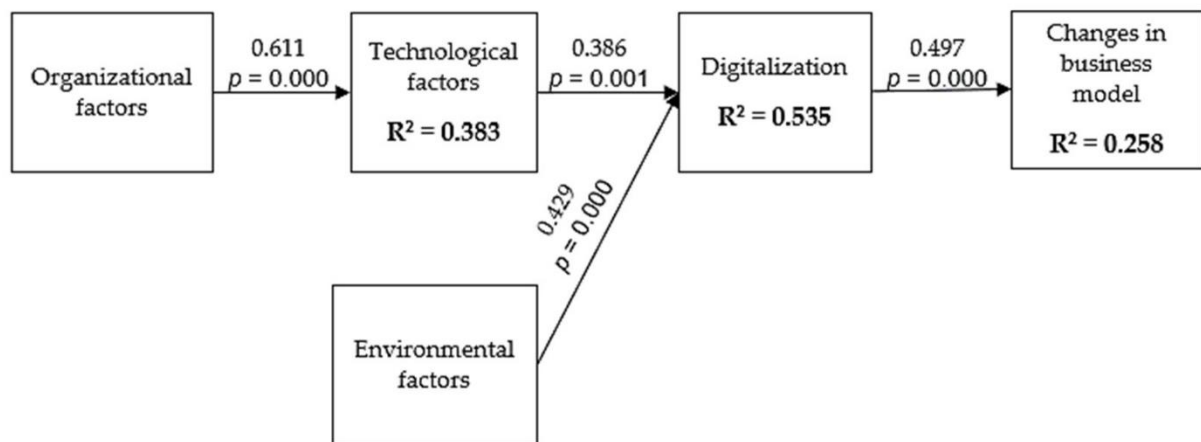 Organizational
factors
0.611
p = 0.000
Technological
factors
R² = 0.383
0.386
p = 0.001
Digitalization
R² = 0.535
0.497
p = 0.000
Changes in
business
model
R² = 0.258
0.429
p = 0.000
Environmental
factors